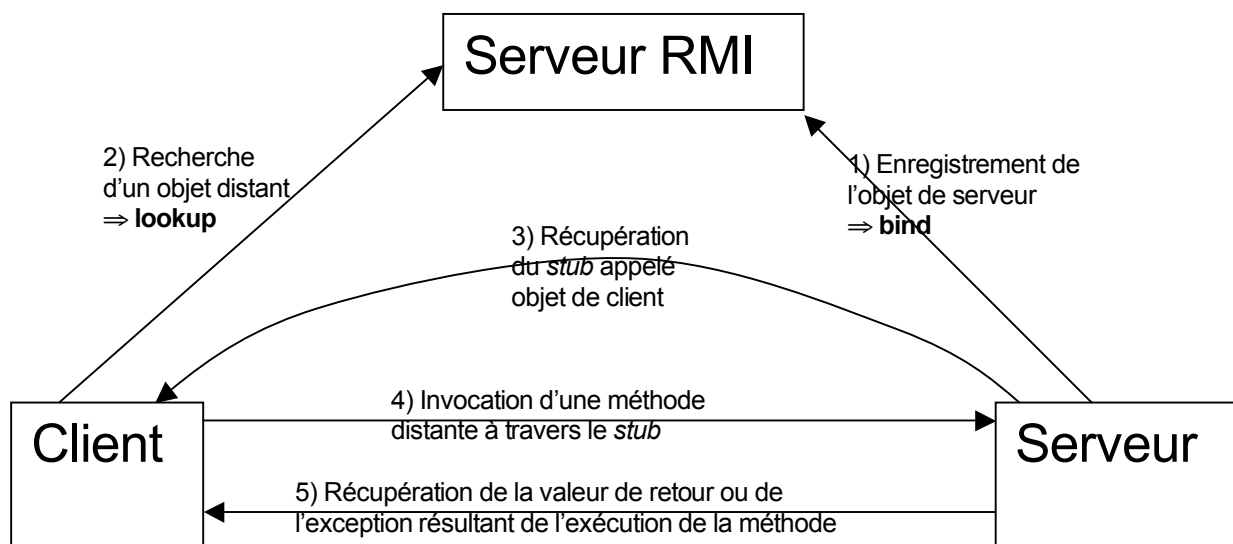 Serveur RMI
2) Recherche
d’un objet distant
⇒ lookup
1) Enregistrement de
l’objet de serveur
⇒ bind
3) Récupération
du stub appelé
objet de client
4) Invocation d’une méthode
distante à travers le stub
Client
Serveur
5) Récupération de la valeur de retour ou de
l’exception résultant de l’exécution de la méthode